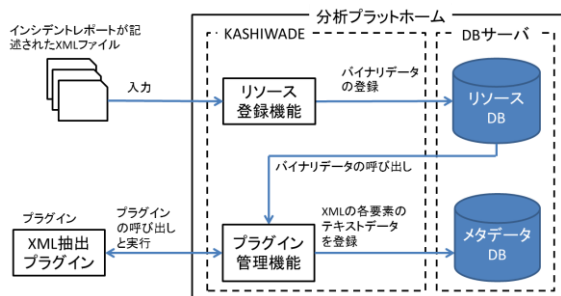 分析プラットホーム
インシデントレポートが記
述されたXMLファイル
KASHIWADE
DBサーバ
入力
リソース
登録機能
バイナリデータ
の登録
リソース
DB
バイナリデータの呼び出し
プラグイン
XML抽出
プラグイン
プラグイン
の呼び出し
と実行
プラグイン
管理機能
XMLの各要素の
テキストデータ
を登録
メタデータ
DB